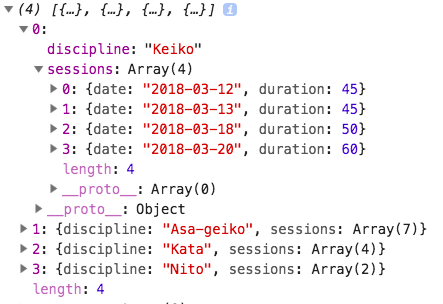 ▼ (4) [{…}, {…}, {…}, {…}] i
▼ 0:
discipline: "Keiko"
▼ sessions: Array(4)
▶ 0: {date: "2018-03-12", duration: 45}
▶ 1: {date: "2018-03-13", duration: 45}
▶ 2: {date: "2018-03-18", duration: 50}
▶ 3: {date: "2018-03-20", duration: 60}
length: 4
▶ __proto__: Array(0)
▶ __proto__: Object
▶ 1: {discipline: "Asa-geiko", sessions: Array(7)}
▶ 2: {discipline: "Kata", sessions: Array(4)}
▶ 3: {discipline: "Nito", sessions: Array(2)}
length: 4